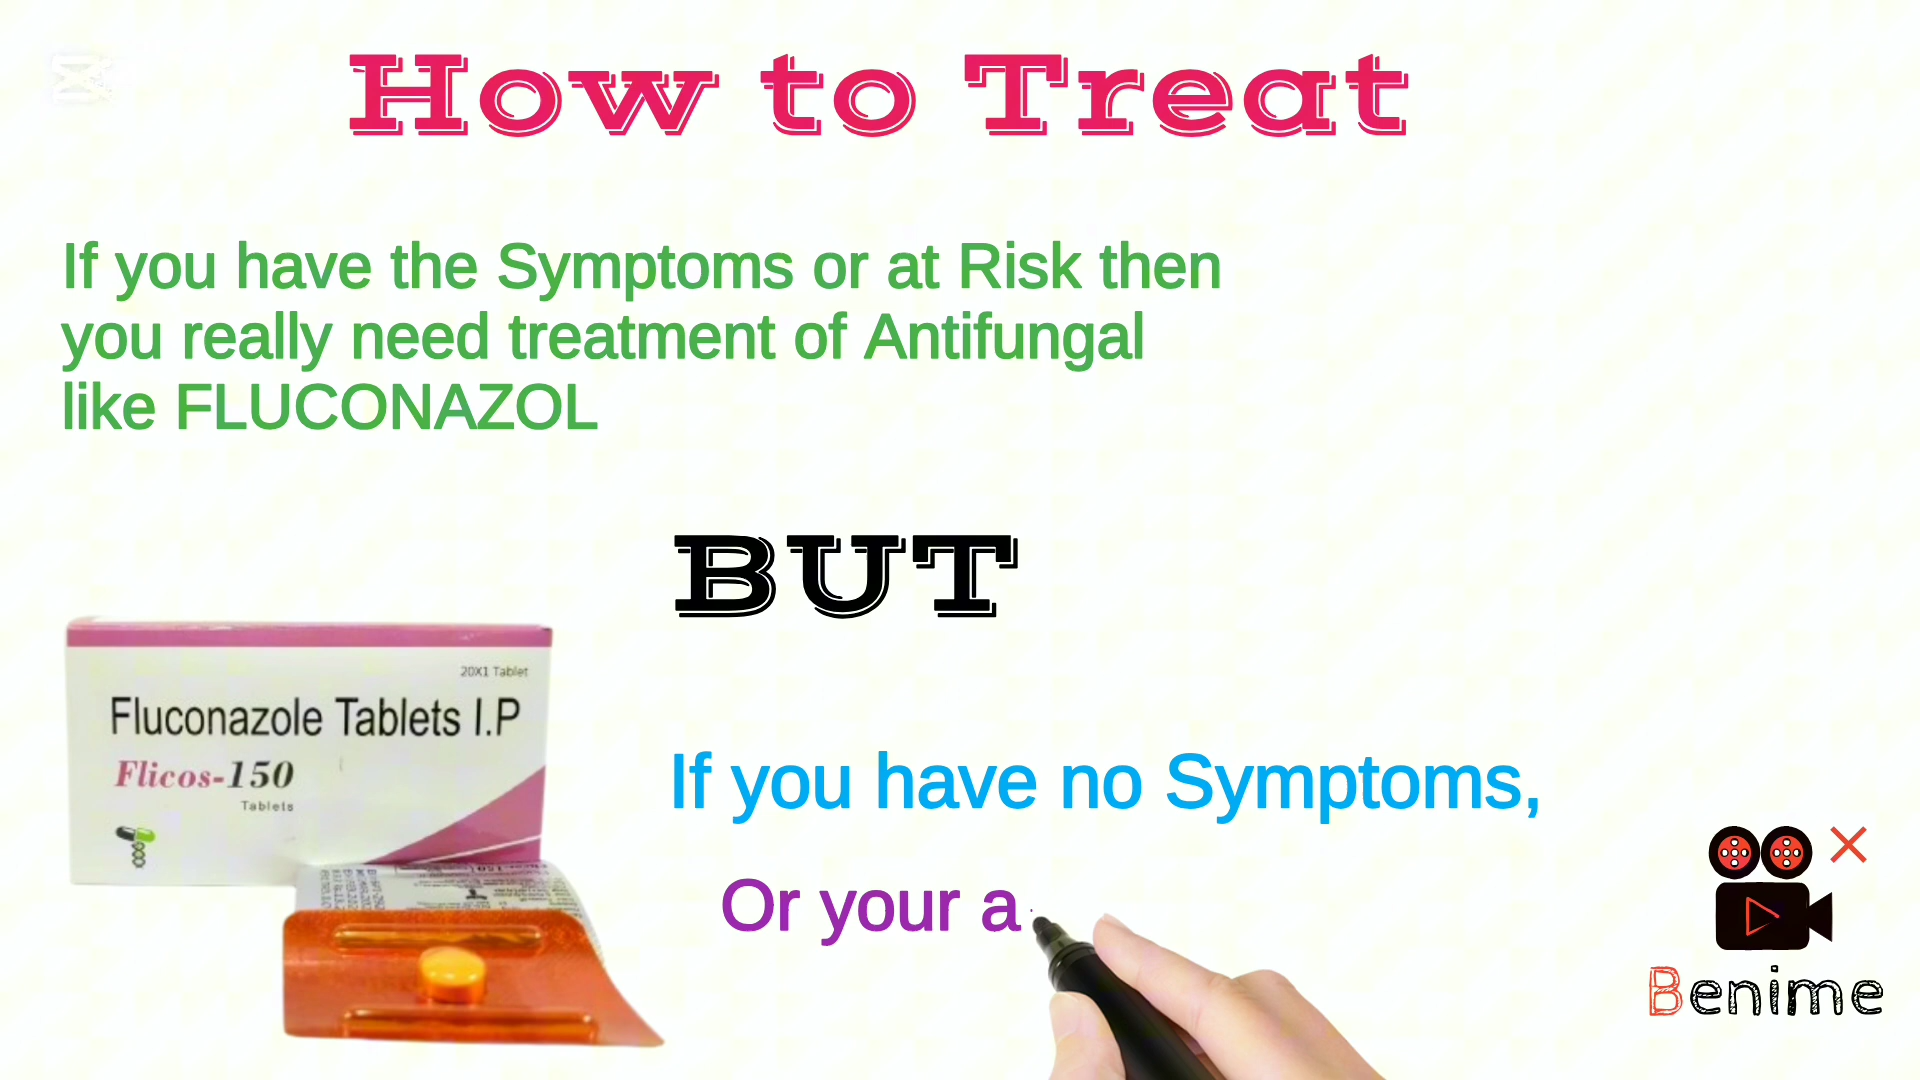 How to Treat
If you have the Symptoms or at Risk then
you really need treatment of Antifungal
like FLUCONAZOL
BUT
20X1 Tablet
Fluconazole Tablets I.P
Flicos-150
Tablets
If you have no Symptoms,
Or your a
Benime